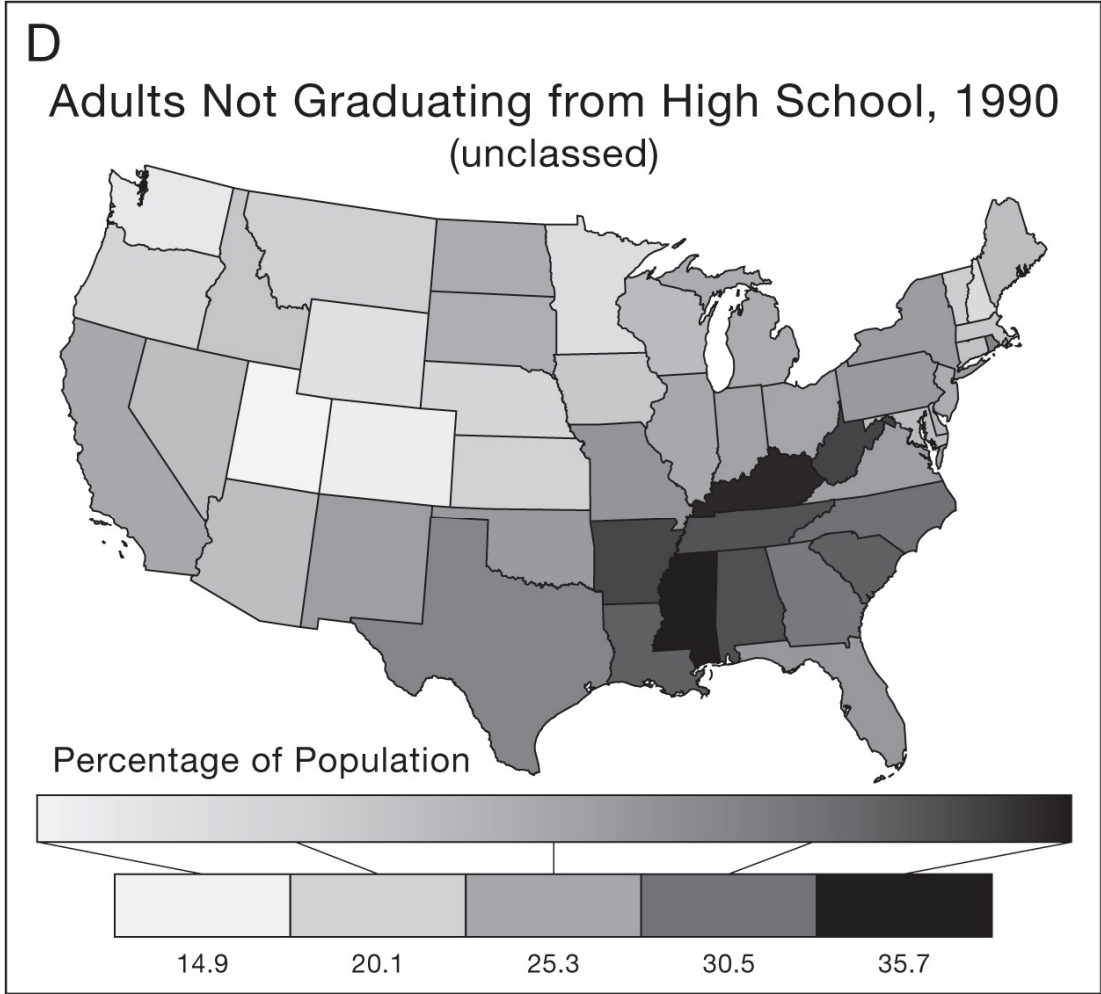 D
Adults Not Graduating from High School, 1990
(unclassed)
Percentage of Population
14.9 20.1 25.3 30.5 35.7